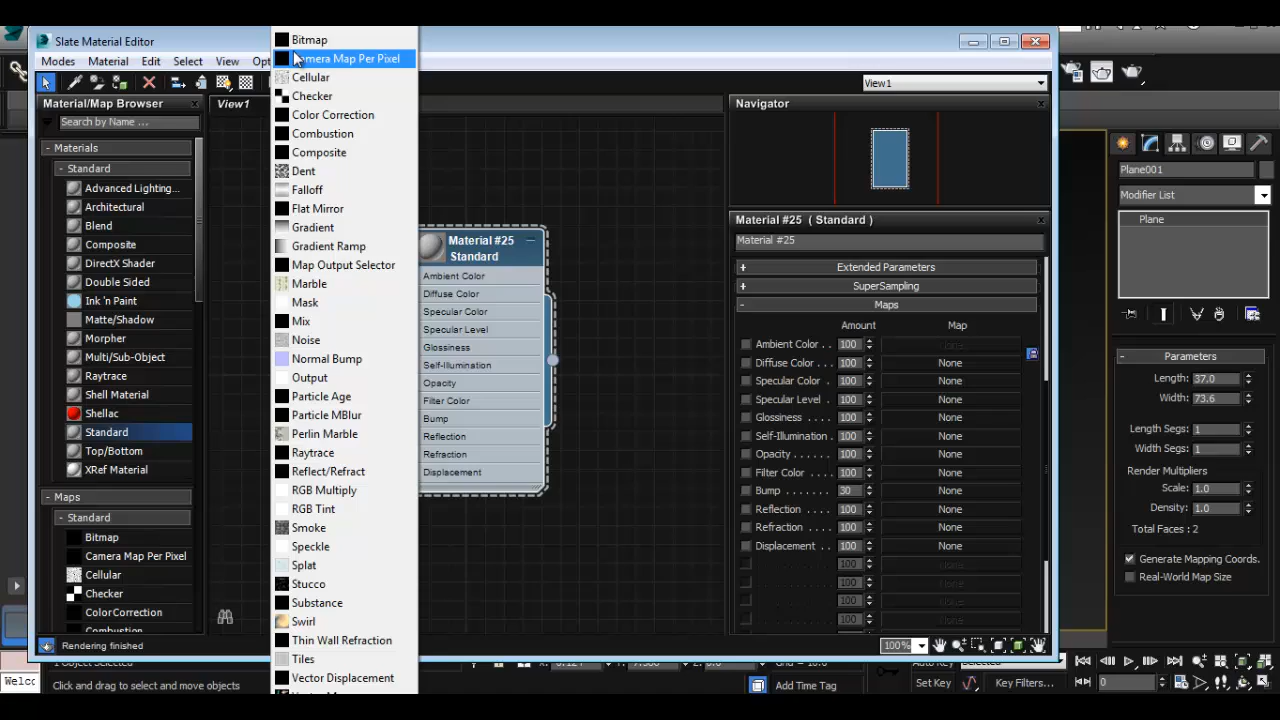 Slate Material Editor
Modes Material Edit Select View
Material/Map Browser
Search by Name ...
- Materials
- Standard
Advanced Lighting...
Architectural
Blend
Composite
DirectX Shader
Double Sided
Ink 'n Paint
Matte/Shadow
Morpher
Multi/Sub-Object
Raytrace
Shell Material
Shellac
Standard
Top/Bottom
XRef Material
- Maps
- Standard
Bitmap
Camera Map Per Pixel
Cellular
Checker
Color Correction
Rendering finished
View1
Bitmap
Camera Map Per Pixel
Cellular
Checker
Color Correction
Combustion
Composite
Dent
Falloff
Flat Mirror
Gradient
Gradient Ramp
Map Output Selector
Marble
Mask
Mix
Noise
Normal Bump
Output
Particle Age
Particle MBlur
Perlin Marble
Raytrace
Reflect/Refract
RGB Multiply
RGB Tint
Smoke
Speckle
Splat
Stucco
Substance
Swirl
Thin Wall Refraction
Tiles
Vector Displacement
Material #25
Standard
Ambient Color
Diffuse Color
Specular Color
Specular Level
Glossiness
Self-Illumination
Opacity
Filter Color
Bump
Reflection
Refraction
Displacement
View1
Navigator
Material #25 ( Standard )
Material #25
+ Extended Parameters
+ SuperSampling
- Maps
Amount Map
Ambient Color . . 100 None
Diffuse Color . . . 100 None
Specular Color . 100 None
Specular Level . 100 None
Glossiness . . . . 100 None
Self-Illumination . 100 None
Opacity . . . . . 100 None
Filter Color . . . 100 None
Bump . . . . . . . 30 None
Reflection . . . . 100 None
Refraction . . . . 100 None
Displacement . . 100 None
100 None
100 None
100 None
100 None
100%
Plane001
Modifier List
Plane
- Parameters
Length: 37.0
Width: 73.6
Length Segs: 1
Width Segs: 1
Render Multipliers
Scale: 1.0
Density: 1.0
Total Faces: 2
Generate Mapping Coords.
Real-World Map Size
Click and drag to select and move objects
Add Time Tag
Set Key
Key Filters...
0